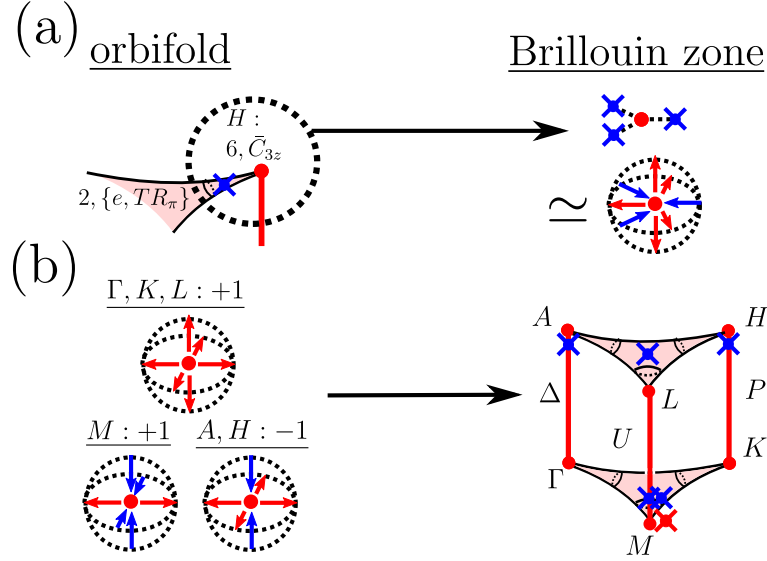 (a)
orbifold
Brillouin zone
H :
6, C̄₃z
2, {e, TRπ}
≃
(b)
Γ, K, L : +1
M : +1
A, H : −1
A
H
Δ
L
P
U
Γ
K
M